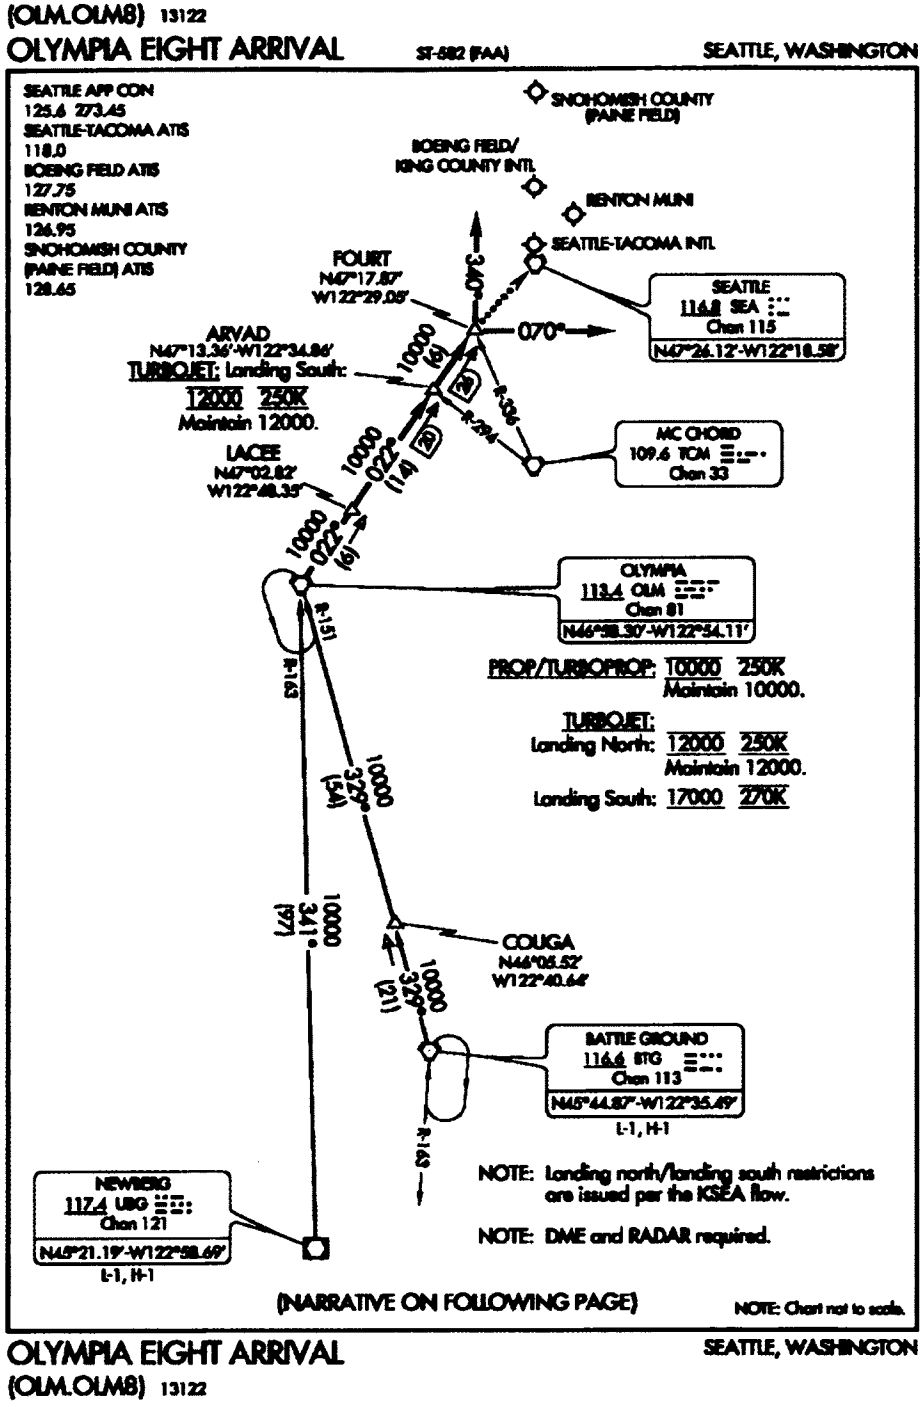 (OLM.OLM8) 13122
OLYMPIA EIGHT ARRIVAL
ST-582 (FAA)
SEATTLE, WASHINGTON
SEATTLE APP CON
125.6 273.45
SEATTLE-TACOMA ATIS
118.0
BOEING FIELD ATIS
127.75
RENTON MUNI ATIS
126.95
SNOHOMISH COUNTY
(PAINE FIELD) ATIS
128.65
SNOHOMISH COUNTY
(PAINE FIELD)
BOEING FIELD/
KING COUNTY INTL
RENTON MUNI
SEATTLE-TACOMA INTL
FOURT
N47°17.87'
W122°29.05'
340°
070°
SEATTLE
116.8 SEA
Chan 115
N47°26.12'-W122°18.58'
ARVAD
N47°13.36'-W122°34.86'
TURBOJET: Landing South:
12000 250K
Maintain 12000.
10000
(6)
26
R-336
R-294
MC CHORD
109.6 TCM
Chan 33
LACEE
N47°02.82'
W122°48.35'
10000
022°
(14)
20
10000
022°
(6)
OLYMPIA
113.4 OLM
Chan 81
N46°58.30'-W122°54.11'
R-151
R-163
PROP/TURBOPROP: 10000 250K
Maintain 10000.
TURBOJET:
Landing North: 12000 250K
Maintain 12000.
Landing South: 17000 270K
10000
329°
(54)
10000
341°
(97)
COUGA
N46°05.52'
W122°40.64'
10000
329°
(21)
BATTLE GROUND
116.6 BTG
Chan 113
N45°44.87'-W122°35.49'
L-1, H-1
R-163
NEWBERG
117.4 UBG
Chan 121
N45°21.19'-W122°58.69'
L-1, H-1
NOTE: Landing north/landing south restrictions
are issued per the KSEA flow.
NOTE: DME and RADAR required.
(NARRATIVE ON FOLLOWING PAGE)
NOTE: Chart not to scale.
OLYMPIA EIGHT ARRIVAL
SEATTLE, WASHINGTON
(OLM.OLM8) 13122